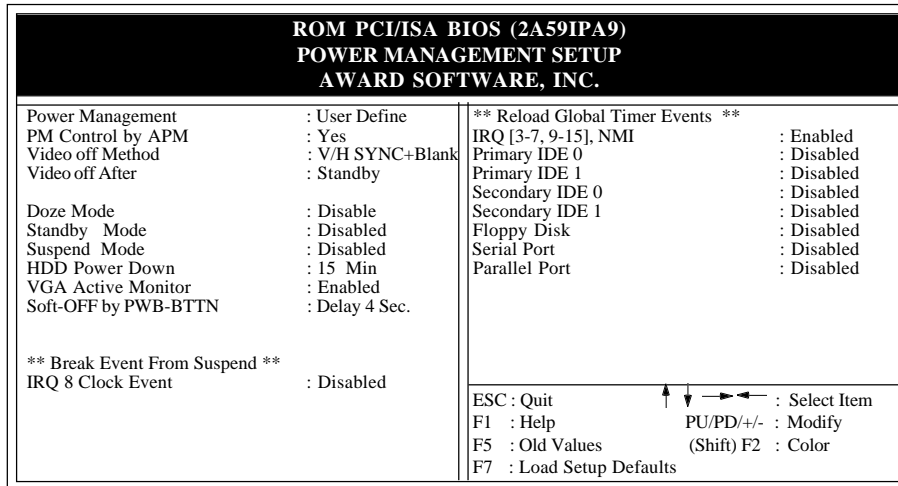 ROM PCI/ISA BIOS (2A59IPA9)
POWER MANAGEMENT SETUP
AWARD SOFTWARE, INC.
Power Management : User Define
PM Control by APM : Yes
Video off Method : V/H SYNC+Blank
Video off After : Standby
Doze Mode : Disable
Standby Mode : Disabled
Suspend Mode : Disabled
HDD Power Down : 15 Min
VGA Active Monitor : Enabled
Soft-OFF by PWB-BTTN : Delay 4 Sec.
** Break Event From Suspend **
IRQ 8 Clock Event : Disabled
** Reload Global Timer Events **
IRQ [3-7, 9-15], NMI : Enabled
Primary IDE 0 : Disabled
Primary IDE 1 : Disabled
Secondary IDE 0 : Disabled
Secondary IDE 1 : Disabled
Floppy Disk : Disabled
Serial Port : Disabled
Parallel Port : Disabled
ESC : Quit : Select Item
F1 : Help PU/PD/+/- : Modify
F5 : Old Values (Shift) F2 : Color
F7 : Load Setup Defaults